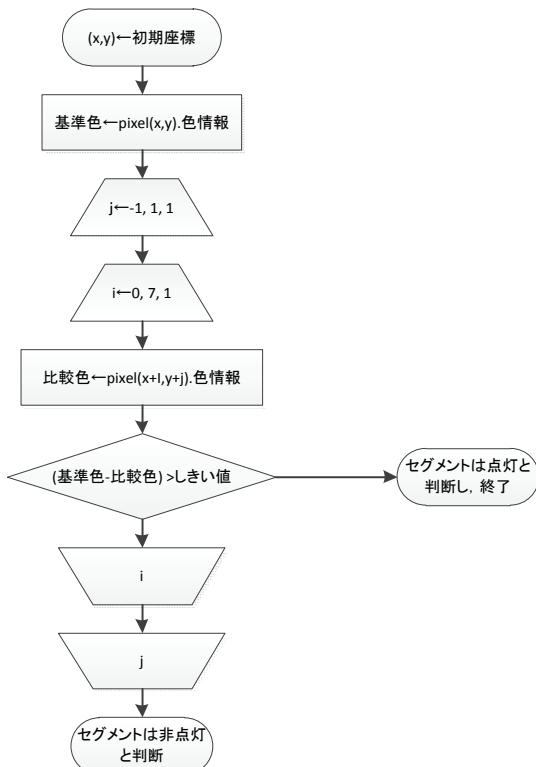 (x,y)←初期座標
基準色←pixel(x,y).色情報
j←-1, 1, 1
i←0, 7, 1
比較色←pixel(x+I,y+j).色情報
(基準色-比較色) >しきい値
セグメントは点灯と
判断し, 終了
i
j
セグメントは非点灯
と判断